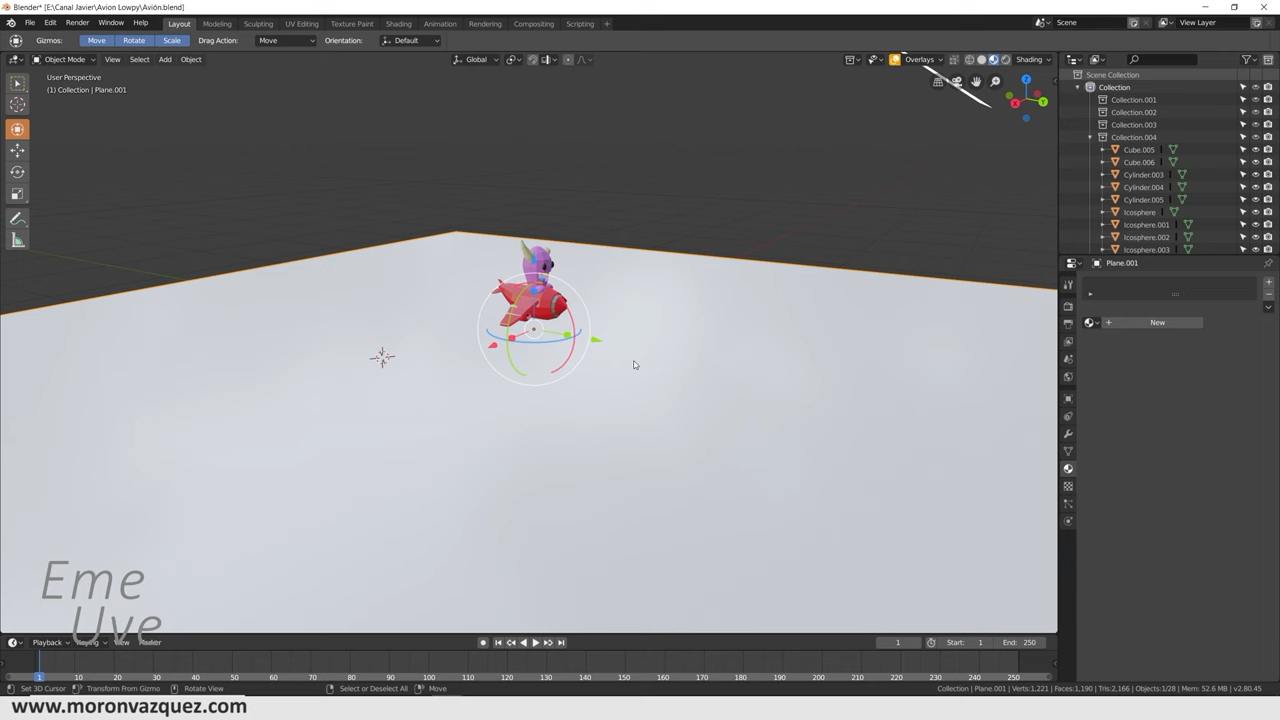 Blender* [E:\Canal Javier\Avion Lowpy\Avión.blend]
File Edit Render Window Help Layout Modeling Sculpting UV Editing Texture Paint Shading Animation Rendering Compositing Scripting + Scene View Layer
Gizmos: Move Rotate Scale Drag Action: Move Orientation: Default
Object Mode View Select Add Object Global Overlays Shading
User Perspective
(1) Collection | Plane.001
Z
X Y
Scene Collection
Collection
Collection.001
Collection.002
Collection.003
Collection.004
Cube.005
Cube.006
Cylinder.003
Cylinder.004
Cylinder.005
Icosphere
Icosphere.001
Icosphere.002
Icosphere.003
Plane.001
New
Eme
Uve
Playback Keying View Marker 1 Start: 1 End: 250
1 10 20 30 40 50 60 70 80 90 100 110 120 130 140 150 160 170 180 190 200 210 220 230 240 250
Set 3D Cursor Transform From Gizmo Rotate View Select or Deselect All Move Collection | Plane.001 | Verts:1,221 | Faces:1,190 | Tris:2,166 | Objects:1/28 | Mem: 52.6 MB | v2.80.45
www.moronvazquez.com